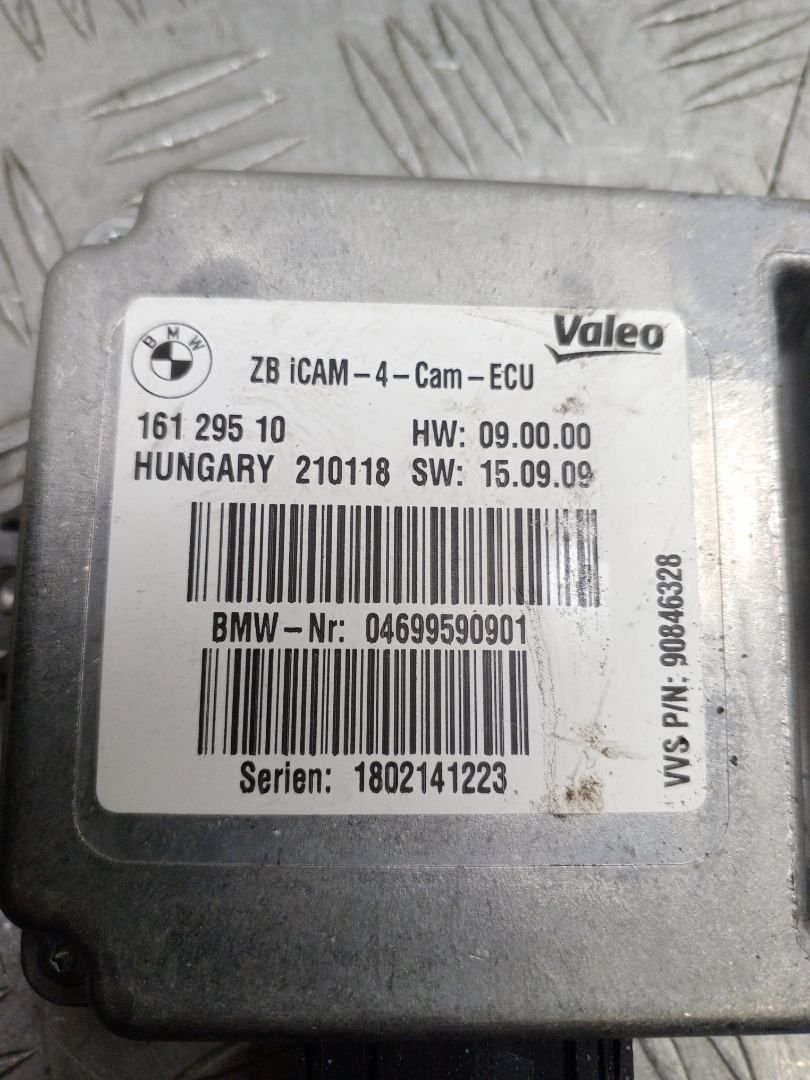 BMW
Valeo
ZB iCAM-4-Cam-ECU
161 295 10 HW: 09.00.00
HUNGARY 210118 SW: 15.09.09
BMW-Nr: 04699590901
Serien: 1802141223
VVS P/N: 90846328